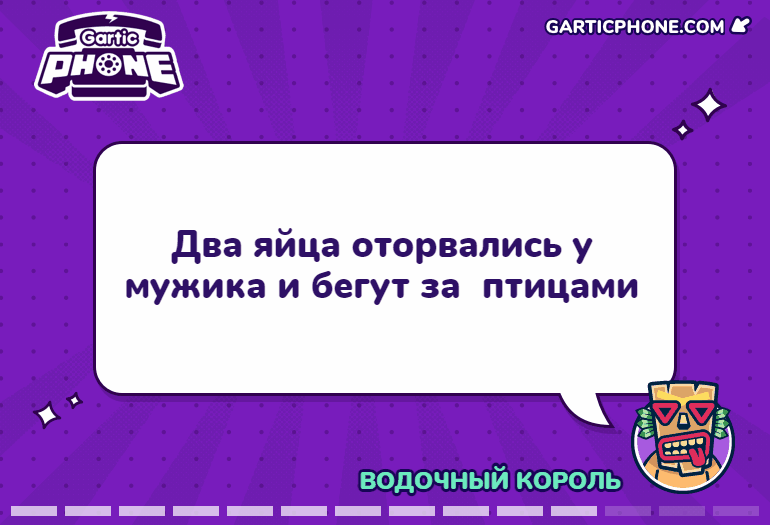 Gartic
PHONE
GARTICPHONE.COM
Два яйца оторвались у
мужика и бегут за  птицами
ВОДОЧНЫЙ КОРОЛЬ